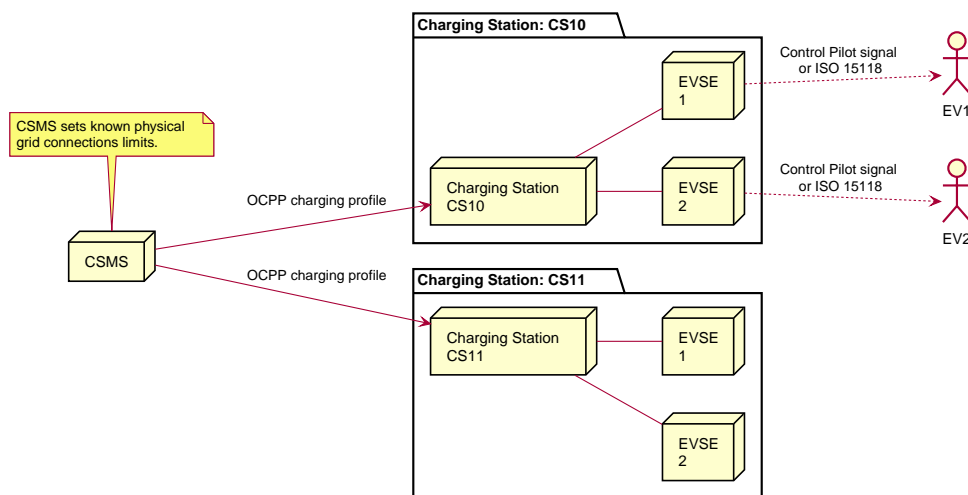 Charging Station: CS10
EVSE
1
Control Pilot signal
or ISO 15118
EV1
CSMS sets known physical
grid connections limits.
Charging Station
CS10
EVSE
2
Control Pilot signal
or ISO 15118
EV2
OCPP charging profile
CSMS
OCPP charging profile
Charging Station: CS11
Charging Station
CS11
EVSE
1
EVSE
2